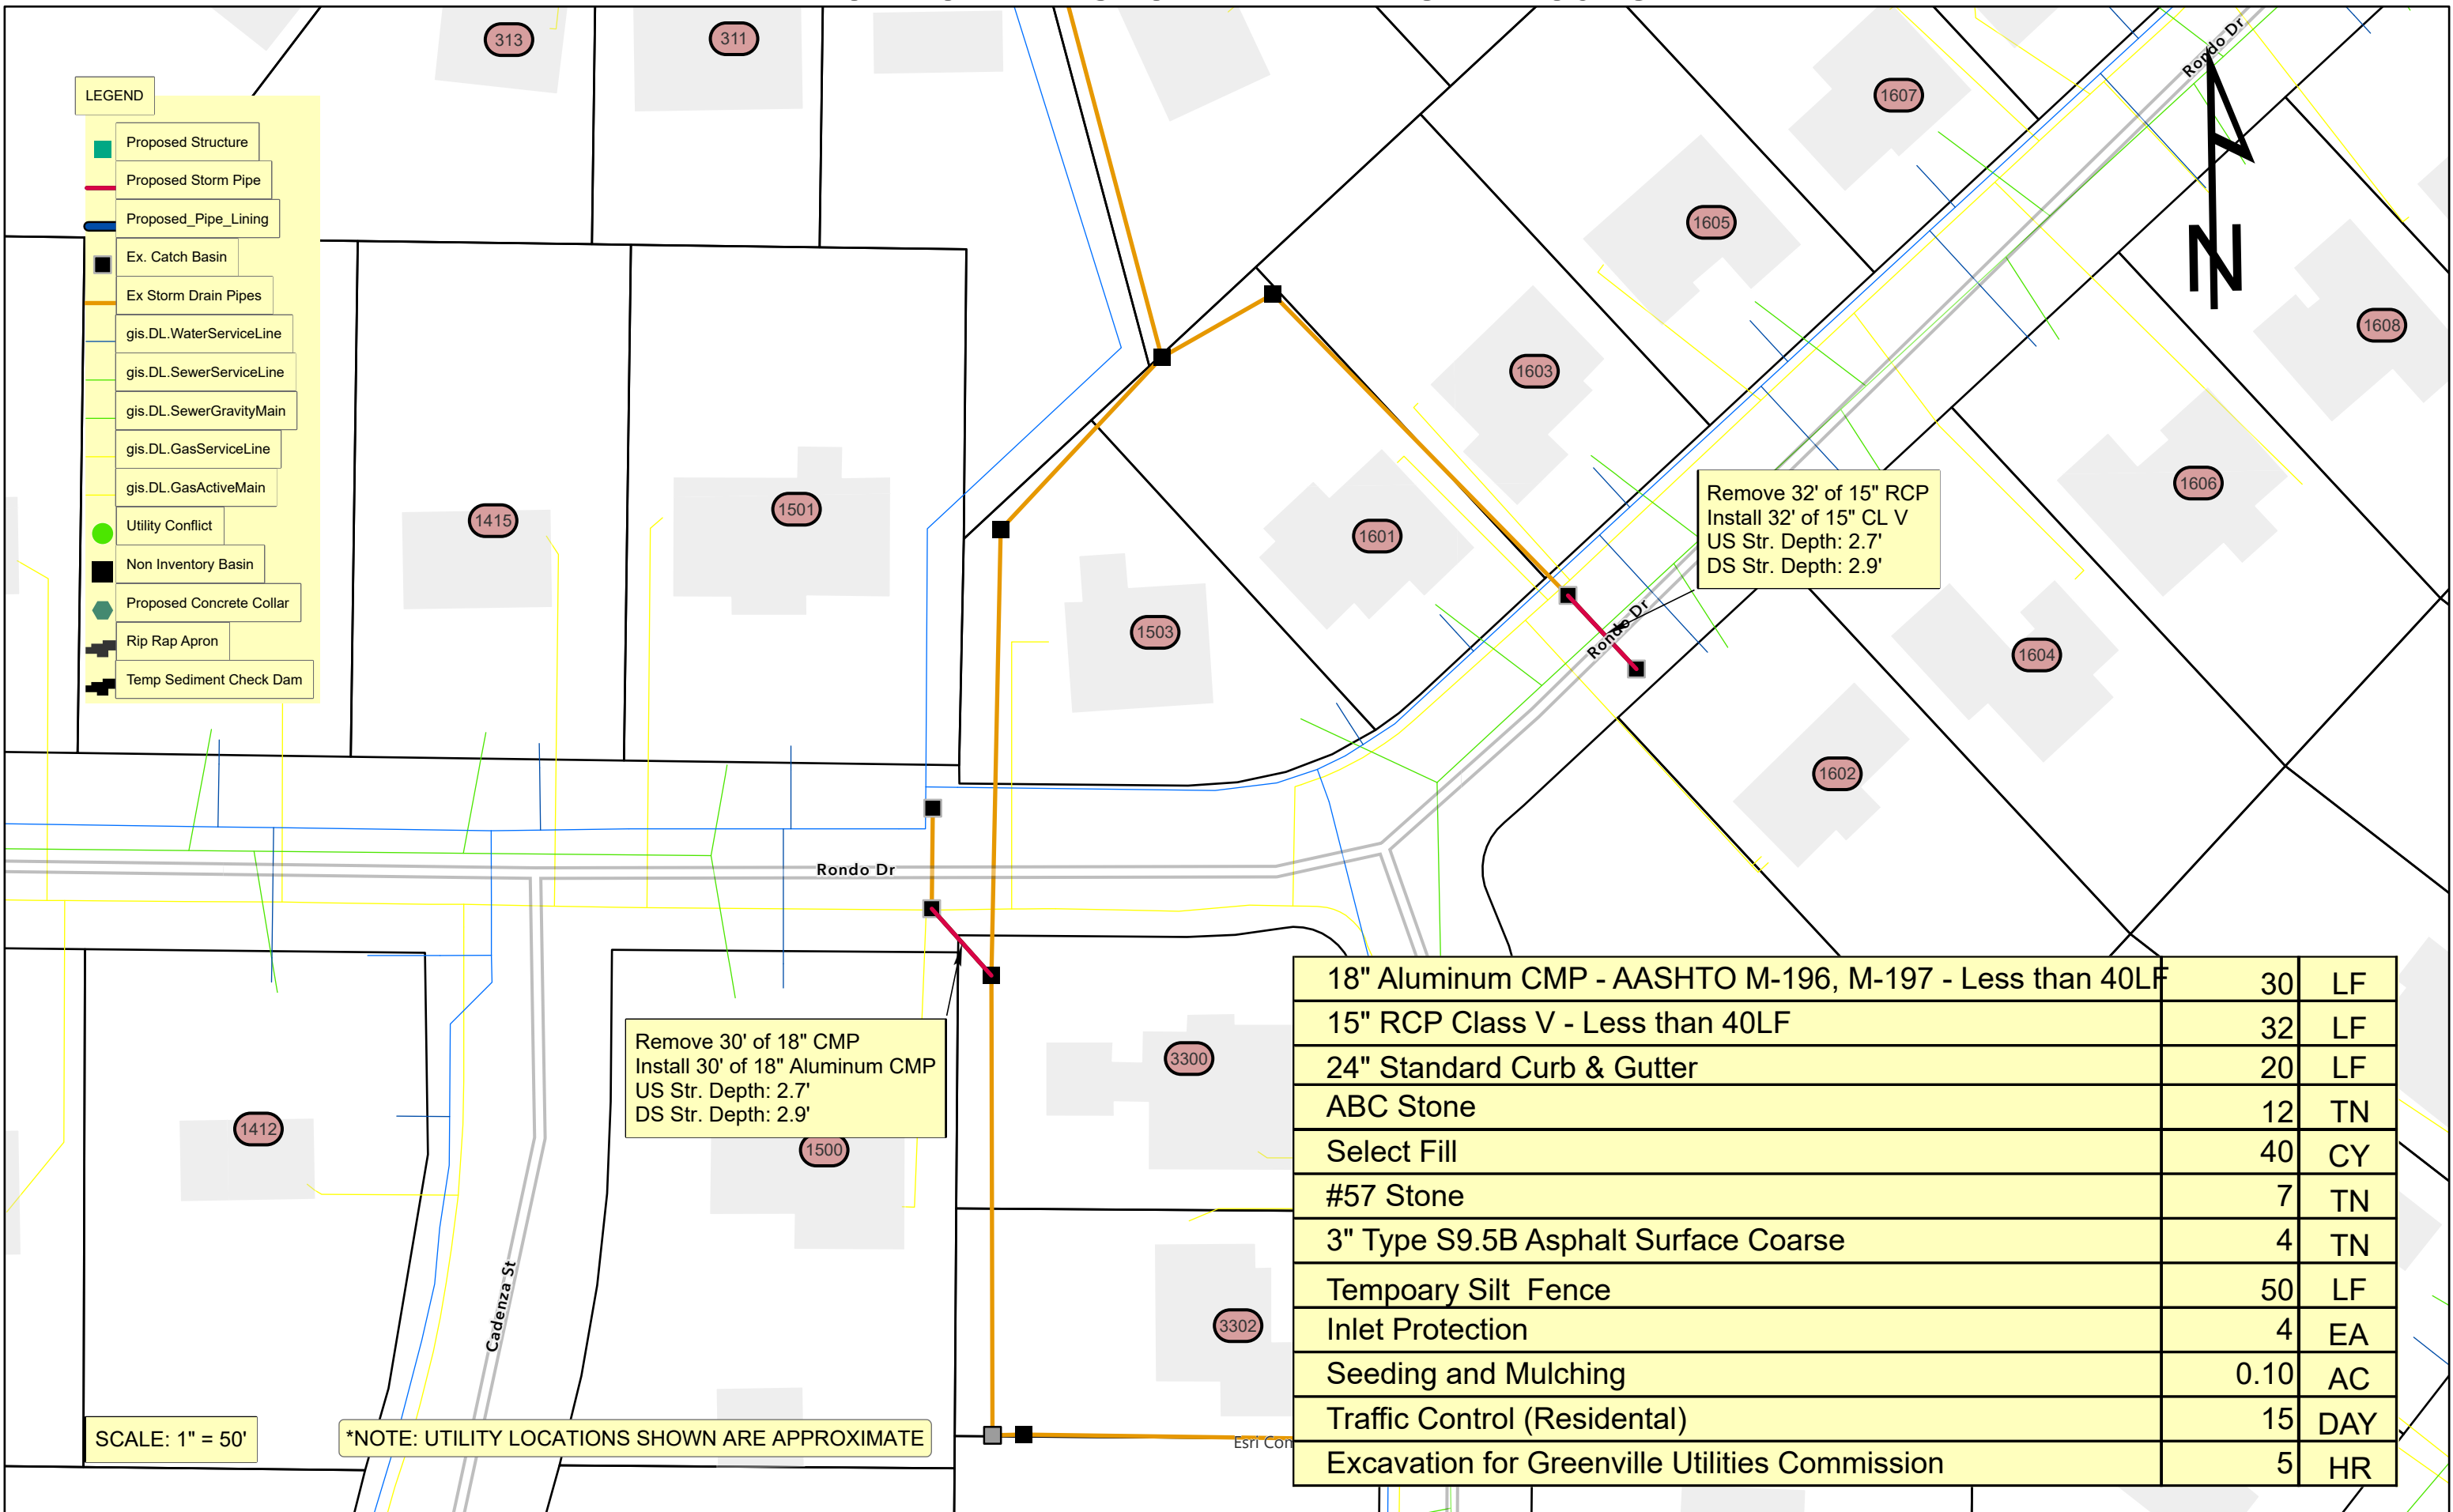 LEGEND
Proposed Structure
Proposed Storm Pipe
Proposed_Pipe_Lining
Ex. Catch Basin
Ex Storm Drain Pipes
gis.DL.WaterServiceLine
gis.DL.SewerServiceLine
gis.DL.SewerGravityMain
gis.DL.GasServiceLine
gis.DL.GasActiveMain
Utility Conflict
Non Inventory Basin
Proposed Concrete Collar
Rip Rap Apron
Temp Sediment Check Dam
313
311
1607
Rondo Dr
N
1605
1608
1603
1415
1501
1601
1606
Remove 32' of 15" RCP
Install 32' of 15" CL V
US Str. Depth: 2.7'
DS Str. Depth: 2.9'
1503
Rondo Dr
1604
1602
Rondo Dr
Remove 30' of 18" CMP
Install 30' of 18" Aluminum CMP
US Str. Depth: 2.7'
DS Str. Depth: 2.9'
3300
1412
1500
Cadenza St
3302
18" Aluminum CMP - AASHTO M-196, M-197 - Less than 40LF 30 LF
15" RCP Class V - Less than 40LF 32 LF
24" Standard Curb & Gutter 20 LF
ABC Stone 12 TN
Select Fill 40 CY
#57 Stone 7 TN
3" Type S9.5B Asphalt Surface Coarse 4 TN
Tempoary Silt  Fence 50 LF
Inlet Protection 4 EA
Seeding and Mulching 0.10 AC
Traffic Control (Residental) 15 DAY
Excavation for Greenville Utilities Commission 5 HR
SCALE: 1" = 50'
*NOTE: UTILITY LOCATIONS SHOWN ARE APPROXIMATE
Esri Con